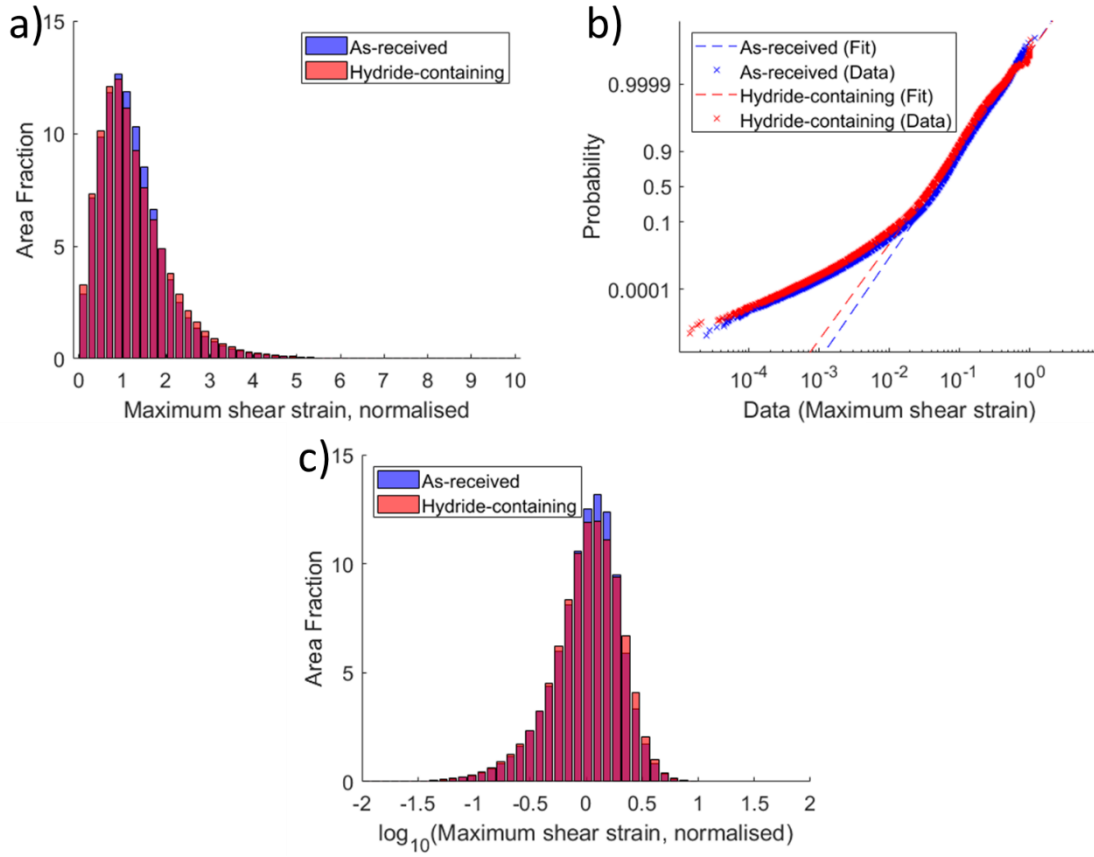 a)
15
10
5
0
Area Fraction
As-received
Hydride-containing
0 1 2 3 4 5 6 7 8 9 10
Maximum shear strain, normalised
b)
As-received (Fit)
As-received (Data)
Hydride-containing (Fit)
Hydride-containing (Data)
0.9999
0.9
0.5
0.1
0.0001
Probability
10^-4 10^-3 10^-2 10^-1 10^0
Data (Maximum shear strain)
c)
15
10
5
0
Area Fraction
As-received
Hydride-containing
-2 -1.5 -1 -0.5 0 0.5 1 1.5 2
log10(Maximum shear strain, normalised)